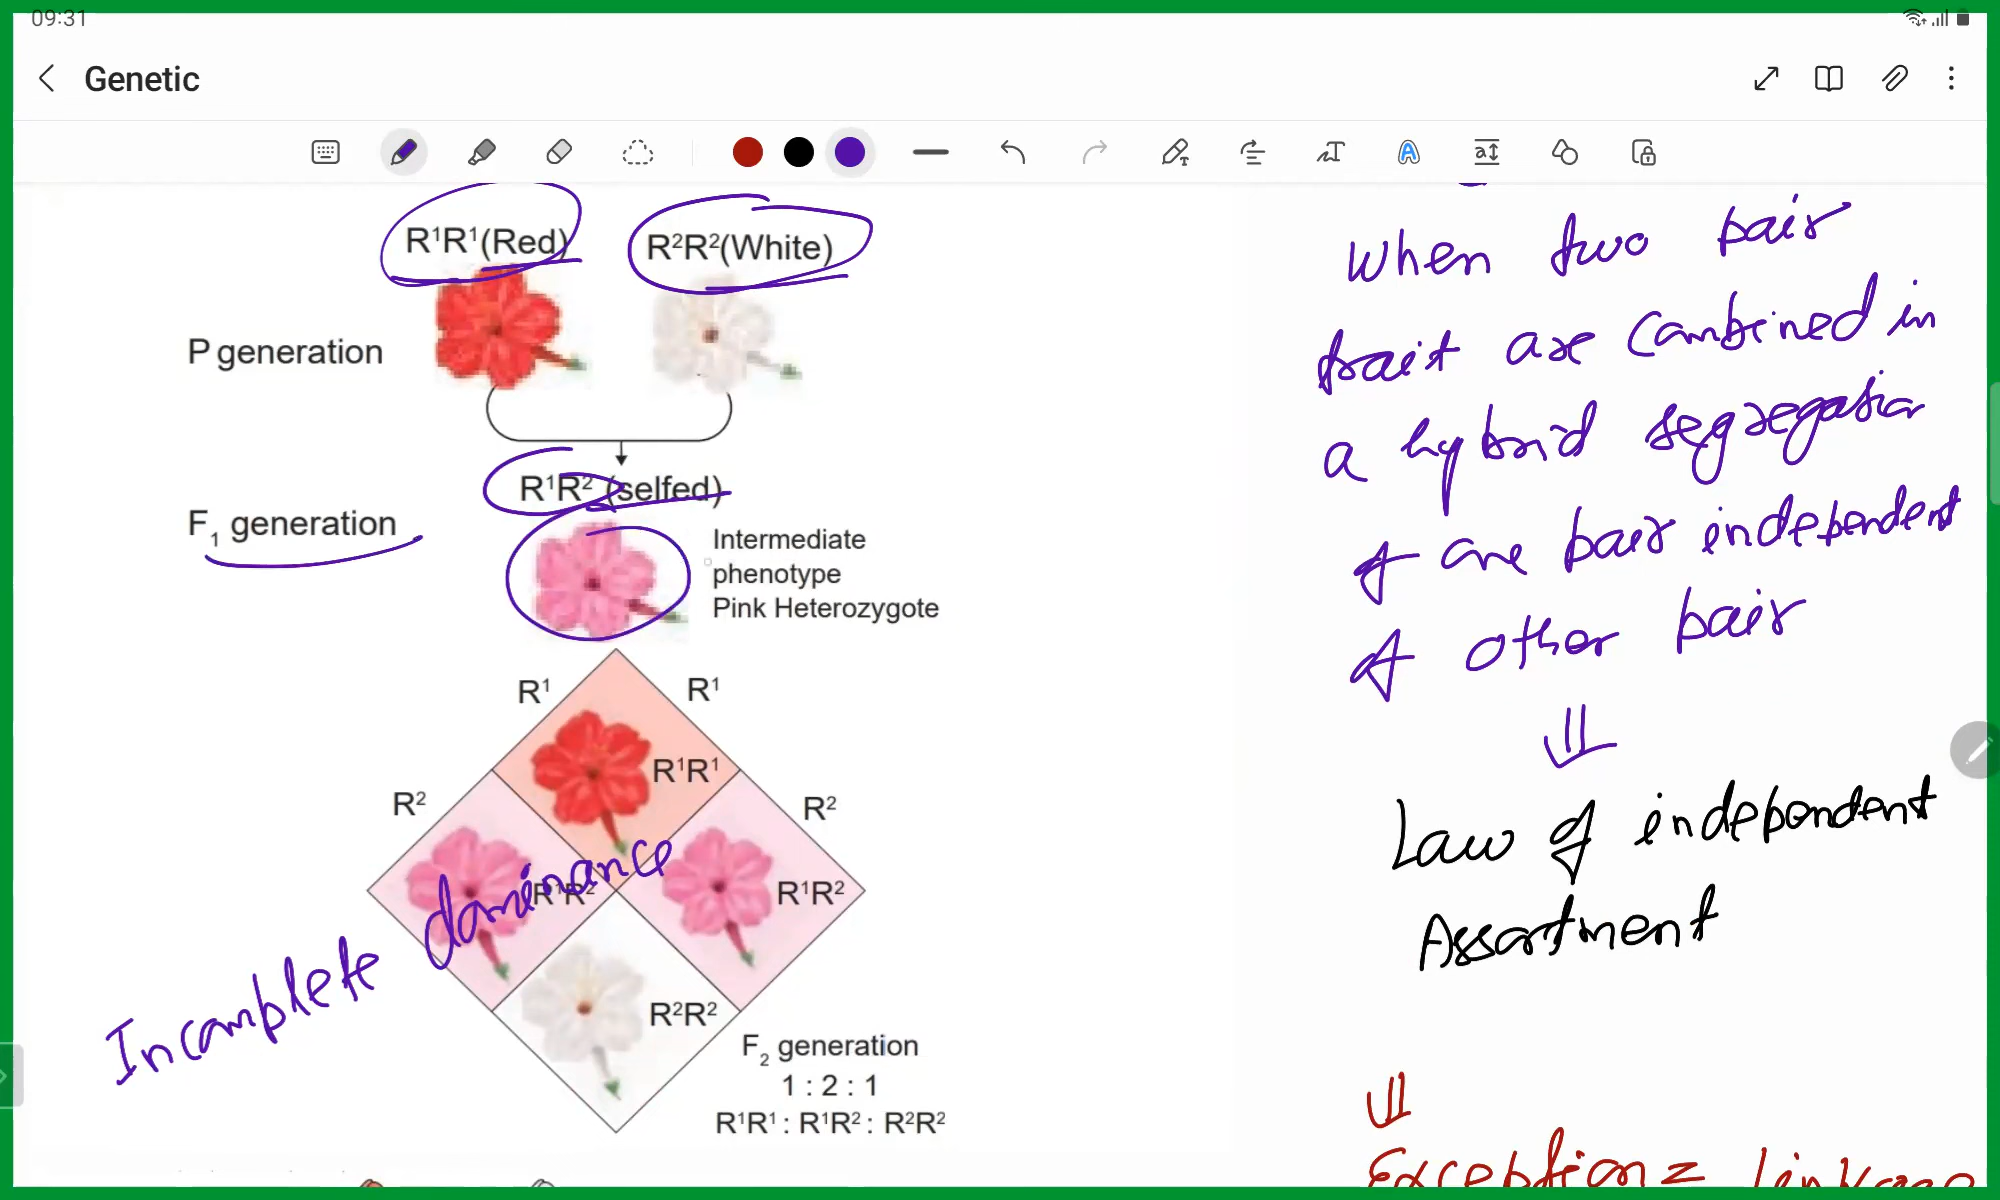 09:31
Genetic
R¹R¹(Red)
R²R²(White)
P generation
R¹R² (selfed)
F₁ generation
Intermediate
phenotype
Pink Heterozygote
R¹
R¹
R¹R¹
R²
R²
R¹R²
R¹R²
Incomplete dominance
R²R²
F₂ generation
1 : 2 : 1
R¹R¹ : R¹R² : R²R²
When two pair
trait are combined in
a hybrid segregation
of one pair independent
of other pair
Law of independent
Assortment
Exception = linkage